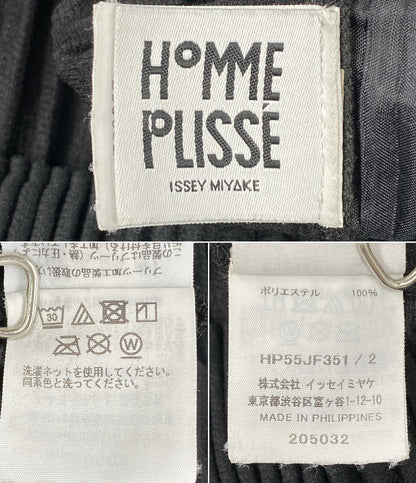 HOMME
PLISSÉ
ISSEY MIYAKE
30
W
洗濯ネットを使用してください。
同系色と洗ってください。
ポリエステル 100%
HP55JF351 / 2
株式会社 イッセイミヤケ
東京都渋谷区富ヶ谷1-12-10
MADE IN PHILIPPINES
205032